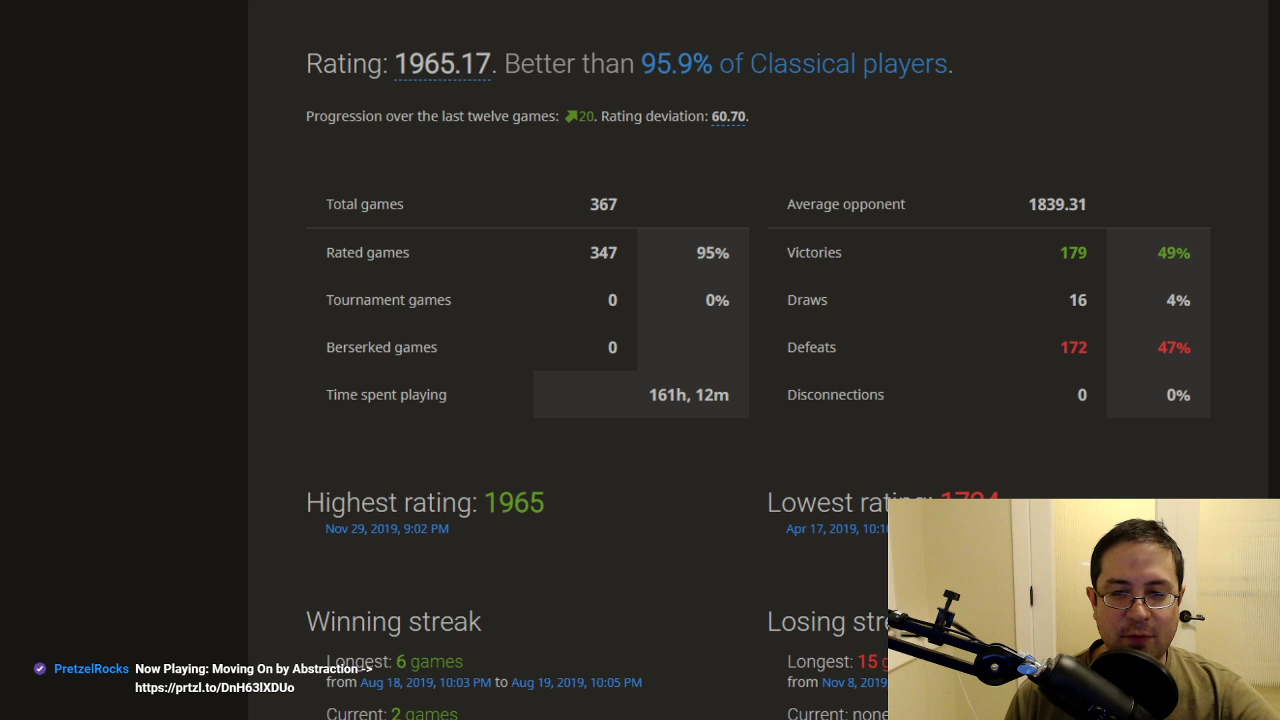 Rating: 1965.17. Better than 95.9% of Classical players.
Progression over the last twelve games: 20. Rating deviation: 60.70.
Total games 367
Rated games 347 95%
Tournament games 0 0%
Berserked games 0
Time spent playing 161h, 12m
Average opponent 1839.31
Victories 179 49%
Draws 16 4%
Defeats 172 47%
Disconnections 0 0%
Highest rating: 1965
Nov 29, 2019, 9:02 PM
Lowest rating:
Apr 17, 2019, 10:1
Winning streak
Longest: 6 games
from Aug 18, 2019, 10:03 PM to Aug 19, 2019, 10:05 PM
Current: 2 games
Losing stre
Longest: 15 g
from Nov 8, 2019
Current: none
PretzelRocks Now Playing: Moving On by Abstraction ->
https://prtzl.to/DnH63lXDUo